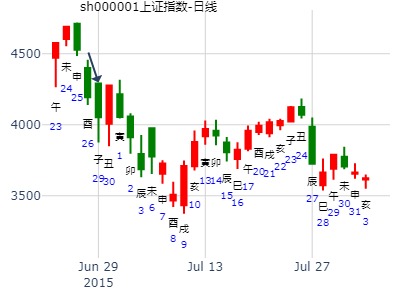 sh000001上证指数-日线
4500
4000
3500
午
23
未
24
申
25
酉
26
子
29
丑
30
寅
1
卯
2
辰
3
未
6
申
7
酉
8
戌
9
亥
10
寅
13
卯
14
辰
15
巳
16
午
17
酉
20
戌
21
亥
22
子
23
丑
24
辰
27
巳
28
午
29
未
30
申
31
亥
3
Jun 29
2015
Jul 13
Jul 27